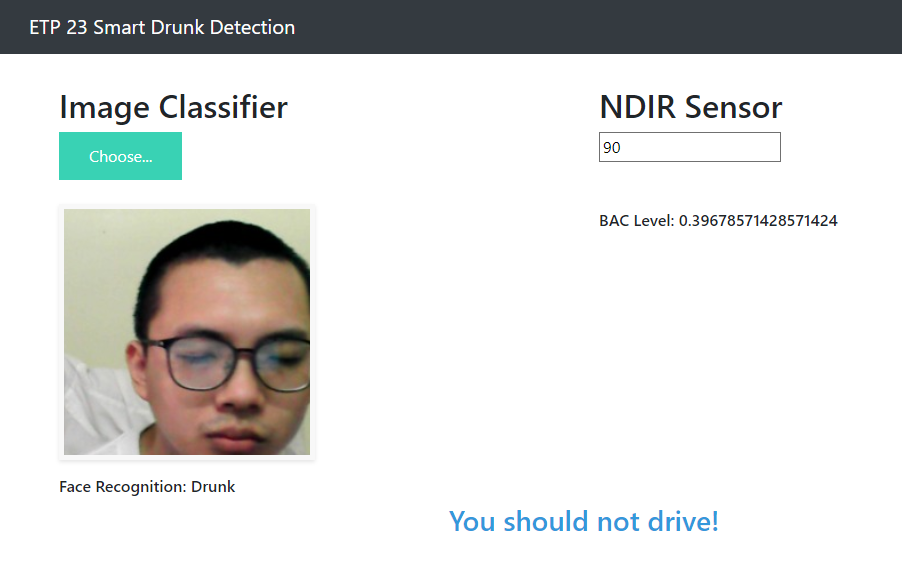 ETP 23 Smart Drunk Detection
Image Classifier
Choose...
Face Recognition: Drunk
NDIR Sensor
90
BAC Level: 0.39678571428571424
You should not drive!